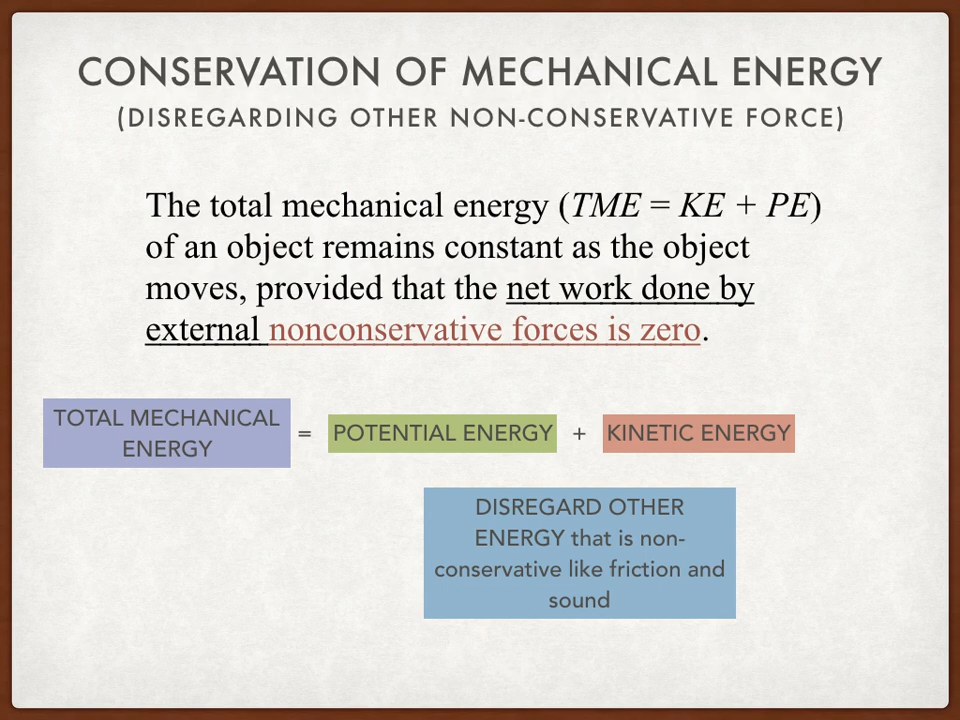 CONSERVATION OF MECHANICAL ENERGY
(DISREGARDING OTHER NON-CONSERVATIVE FORCE)
The total mechanical energy (TME = KE + PE)
of an object remains constant as the object
moves, provided that the net work done by
external nonconservative forces is zero.
TOTAL MECHANICAL
ENERGY
= POTENTIAL ENERGY + KINETIC ENERGY
DISREGARD OTHER
ENERGY that is non-
conservative like friction and
sound